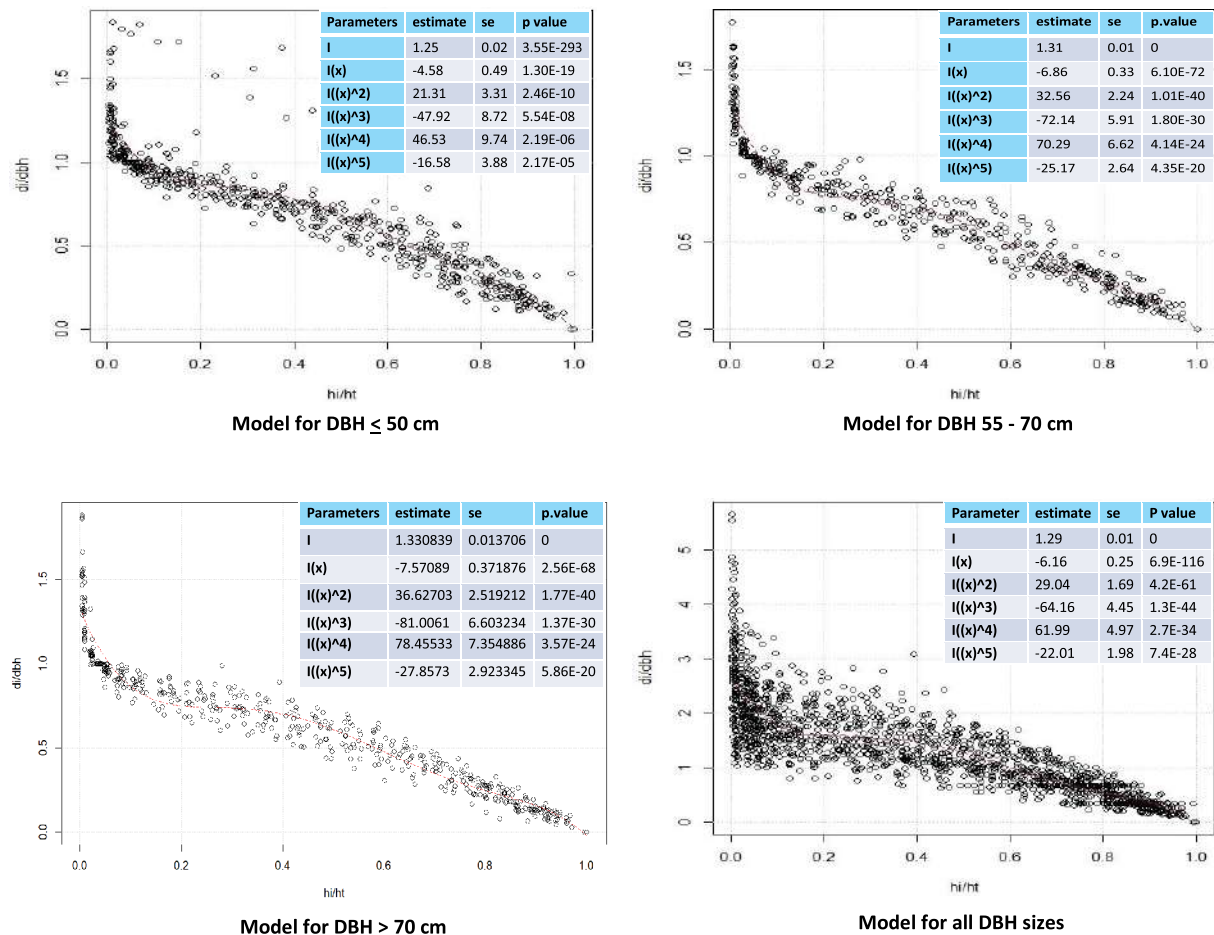 Parameters estimate se p value
I 1.25 0.02 3.55E-293
I(x) -4.58 0.49 1.30E-19
I((x)^2) 21.31 3.31 2.46E-10
I((x)^3) -47.92 8.72 5.54E-08
I((x)^4) 46.53 9.74 2.19E-06
I((x)^5) -16.58 3.88 2.17E-05
1.5
1.0
0.5
0.0
di/dbh
0.0 0.2 0.4 0.6 0.8 1.0
hi/ht
Model for DBH ≤ 50 cm
Parameters estimate se p.value
I 1.31 0.01 0
I(x) -6.86 0.33 6.10E-72
I((x)^2) 32.56 2.24 1.01E-40
I((x)^3) -72.14 5.91 1.80E-30
I((x)^4) 70.29 6.62 4.14E-24
I((x)^5) -25.17 2.64 4.35E-20
1.5
1.0
0.5
0.0
di/dbh
0.0 0.2 0.4 0.6 0.8 1.0
hi/ht
Model for DBH 55 - 70 cm
Parameters estimate se p.value
I 1.330839 0.013706 0
I(x) -7.57089 0.371876 2.56E-68
I((x)^2) 36.62703 2.519212 1.77E-40
I((x)^3) -81.0061 6.603234 1.37E-30
I((x)^4) 78.45533 7.354886 3.57E-24
I((x)^5) -27.8573 2.923345 5.86E-20
1.5
1.0
0.5
0.0
di/dbh
0.0 0.2 0.4 0.6 0.8 1.0
hi/ht
Model for DBH > 70 cm
Parameter estimate se P value
I 1.29 0.01 0
I(x) -6.16 0.25 6.9E-116
I((x)^2) 29.04 1.69 4.2E-61
I((x)^3) -64.16 4.45 1.3E-44
I((x)^4) 61.99 4.97 2.7E-34
I((x)^5) -22.01 1.98 7.4E-28
5
4
3
2
1
0
di/dbh
0.0 0.2 0.4 0.6 0.8 1.0
hi/ht
Model for all DBH sizes